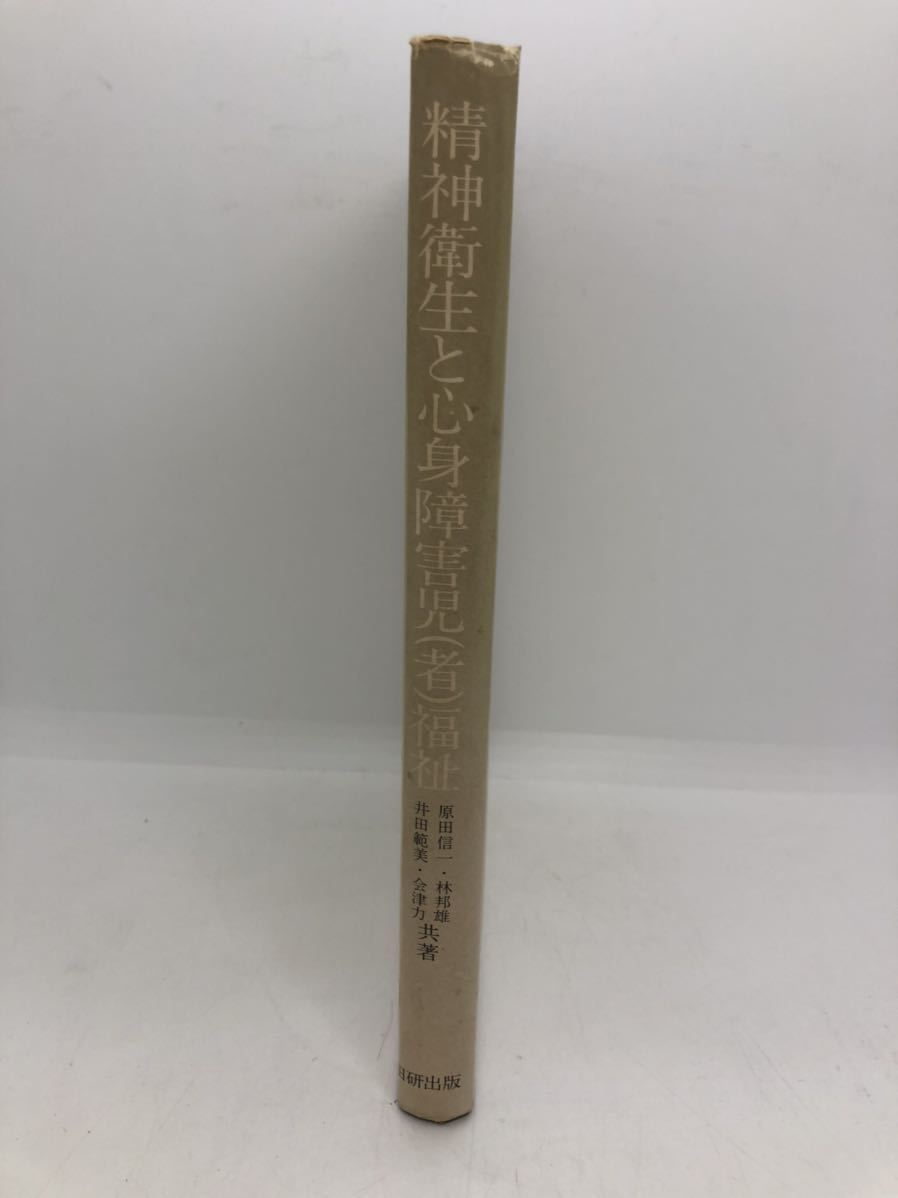 精神衛生と心身障害児(者)福祉
原田信一・林邦雄
井田範美・会津力
共著
日研出版